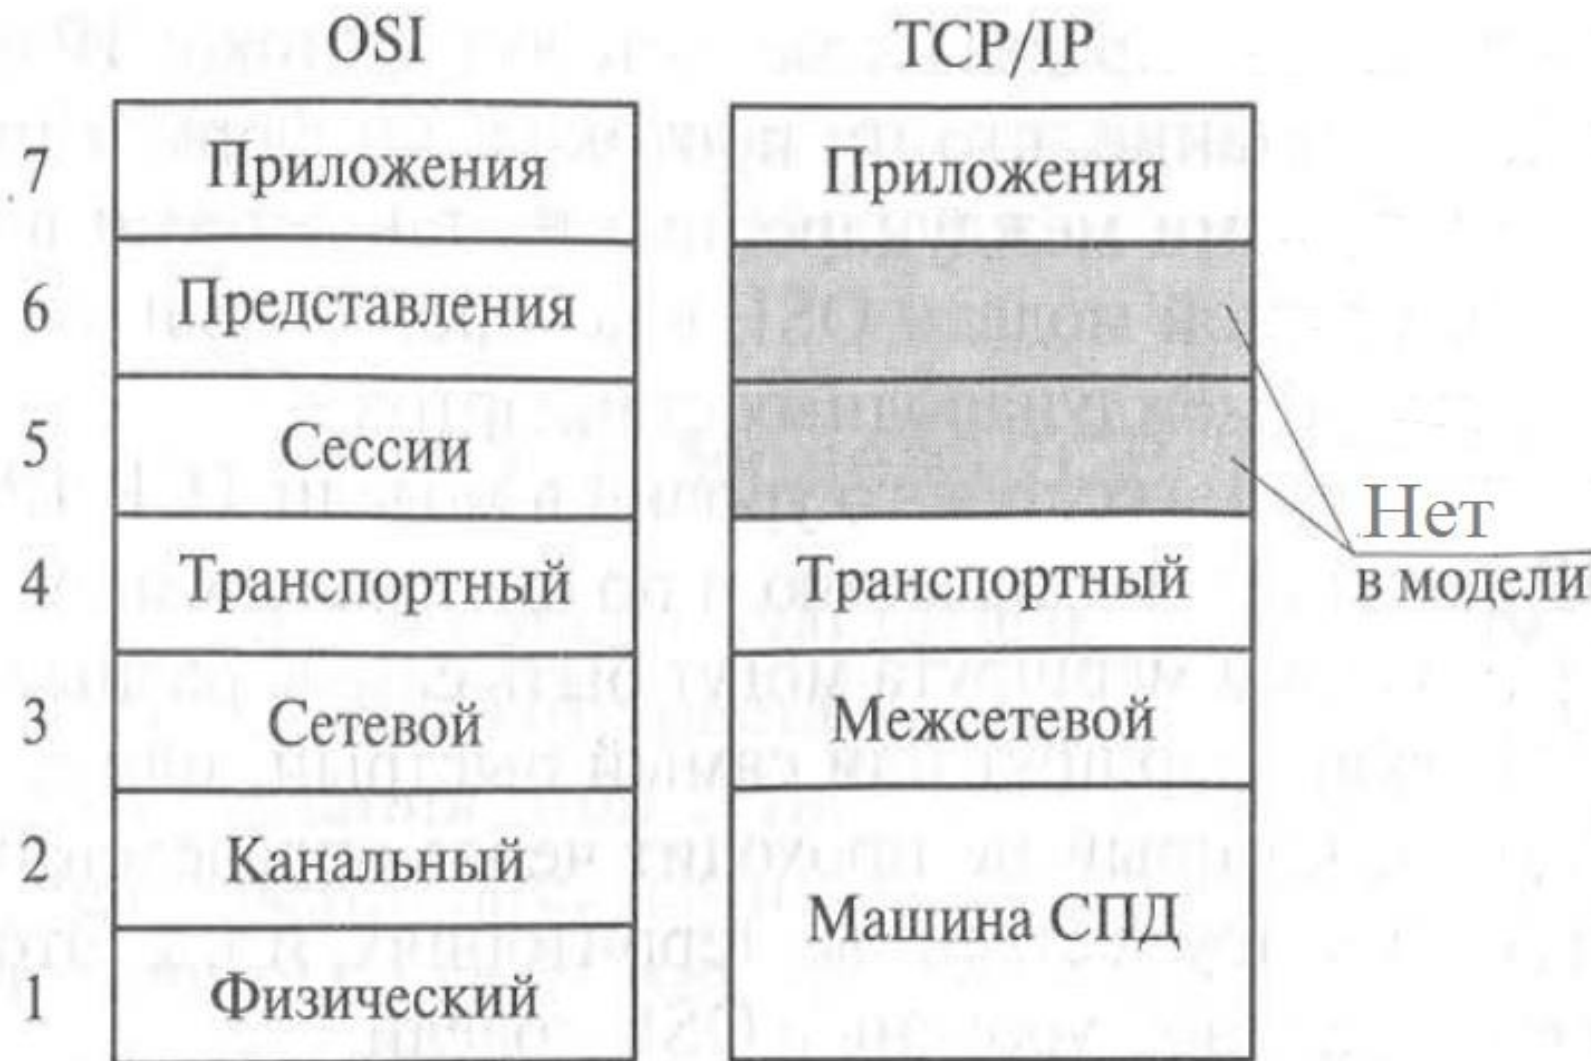 OSI TCP/IP
7 Приложения Приложения
6 Представления
5 Сессии
Нет
в модели
4 Транспортный Транспортный
3 Сетевой Межсетевой
2 Канальный
Машина СПД
1 Физический